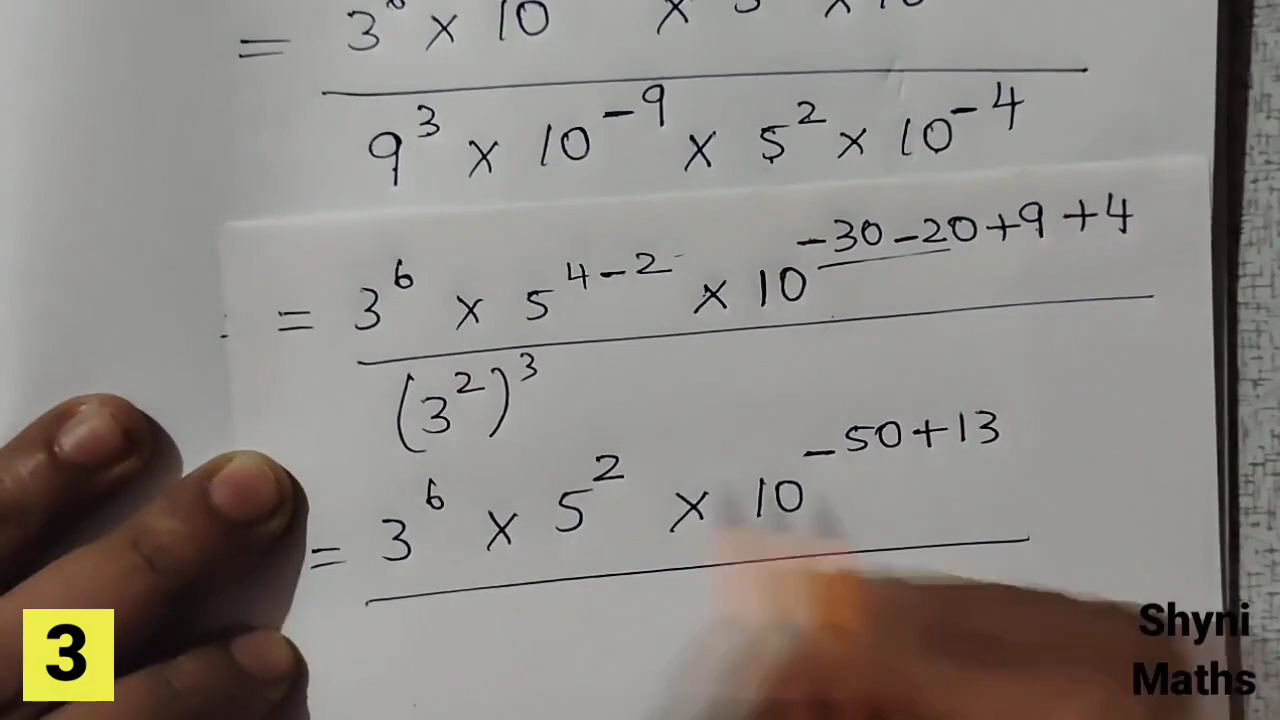 = 3 × 10 × ×
9³ × 10⁻⁹ × 5² × 10⁻⁴
= 3⁶ × 5⁴⁻² × 10⁻³⁰⁻²⁰⁺⁹⁺⁴
(3²)³
= 3⁶ × 5² × 10⁻⁵⁰⁺¹³
3
Shyni
Maths